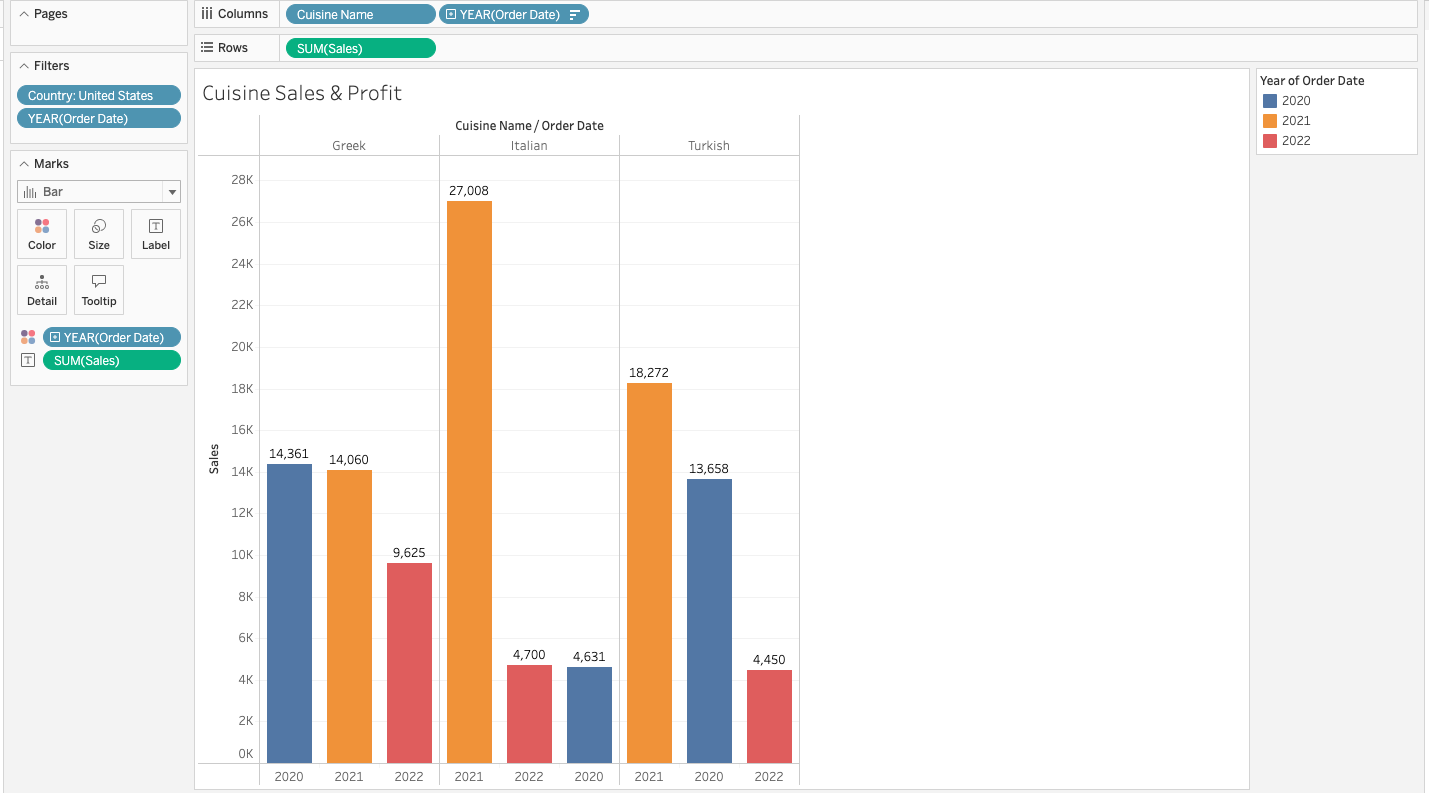 Pages
Columns
Cuisine Name
YEAR(Order Date)
Rows
SUM(Sales)
Filters
Country: United States
YEAR(Order Date)
Marks
Bar
Color
Size
Label
Detail
Tooltip
YEAR(Order Date)
SUM(Sales)
Cuisine Sales & Profit
Cuisine Name / Order Date
Greek
Italian
Turkish
Sales
28K
26K
24K
22K
20K
18K
16K
14K
12K
10K
8K
6K
4K
2K
0K
14,361
14,060
9,625
27,008
4,700
4,631
18,272
13,658
4,450
2020
2021
2022
2021
2022
2020
2021
2020
2022
Year of Order Date
2020
2021
2022